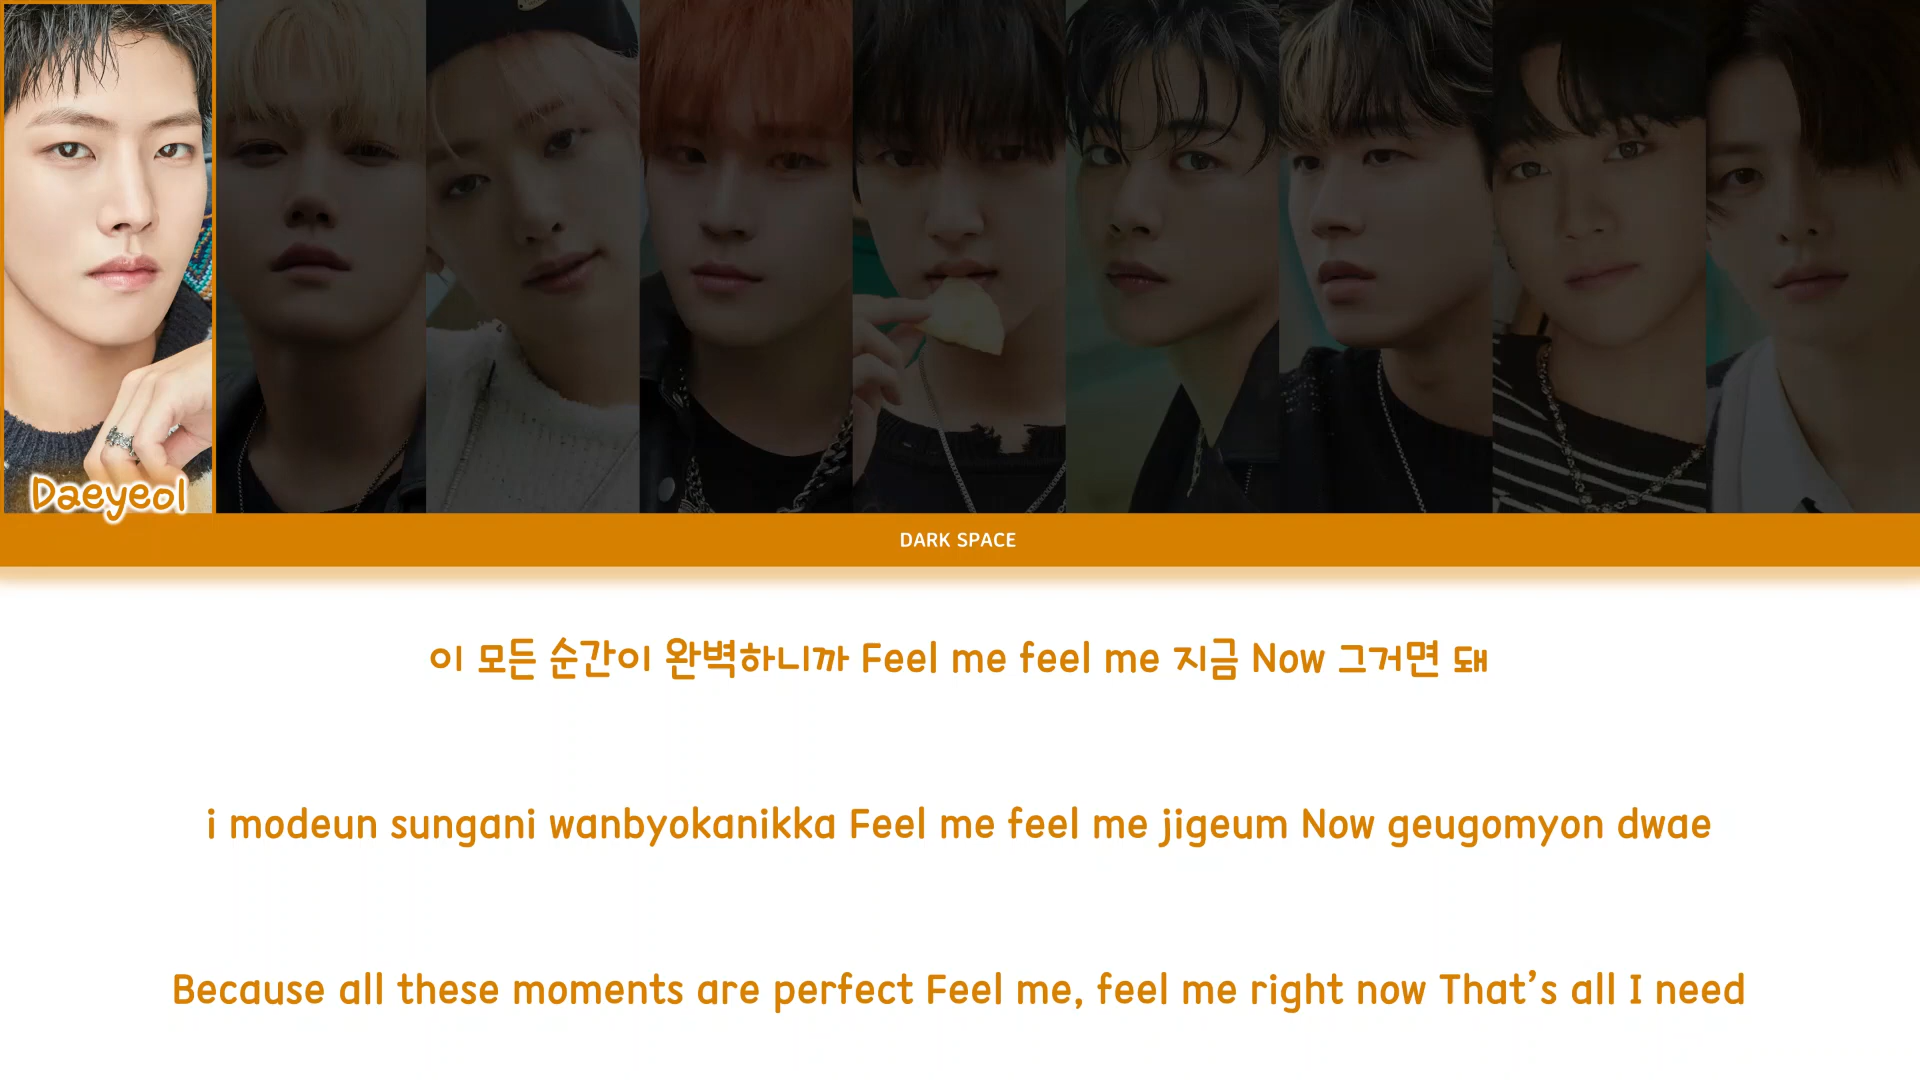 Daeyeol
DARK SPACE
이 모든 순간이 완벽하니까 Feel me feel me 지금 Now 그거면 돼
i modeun sungani wanbyokanikka Feel me feel me jigeum Now geugomyon dwae
Because all these moments are perfect Feel me, feel me right now That’s all I need